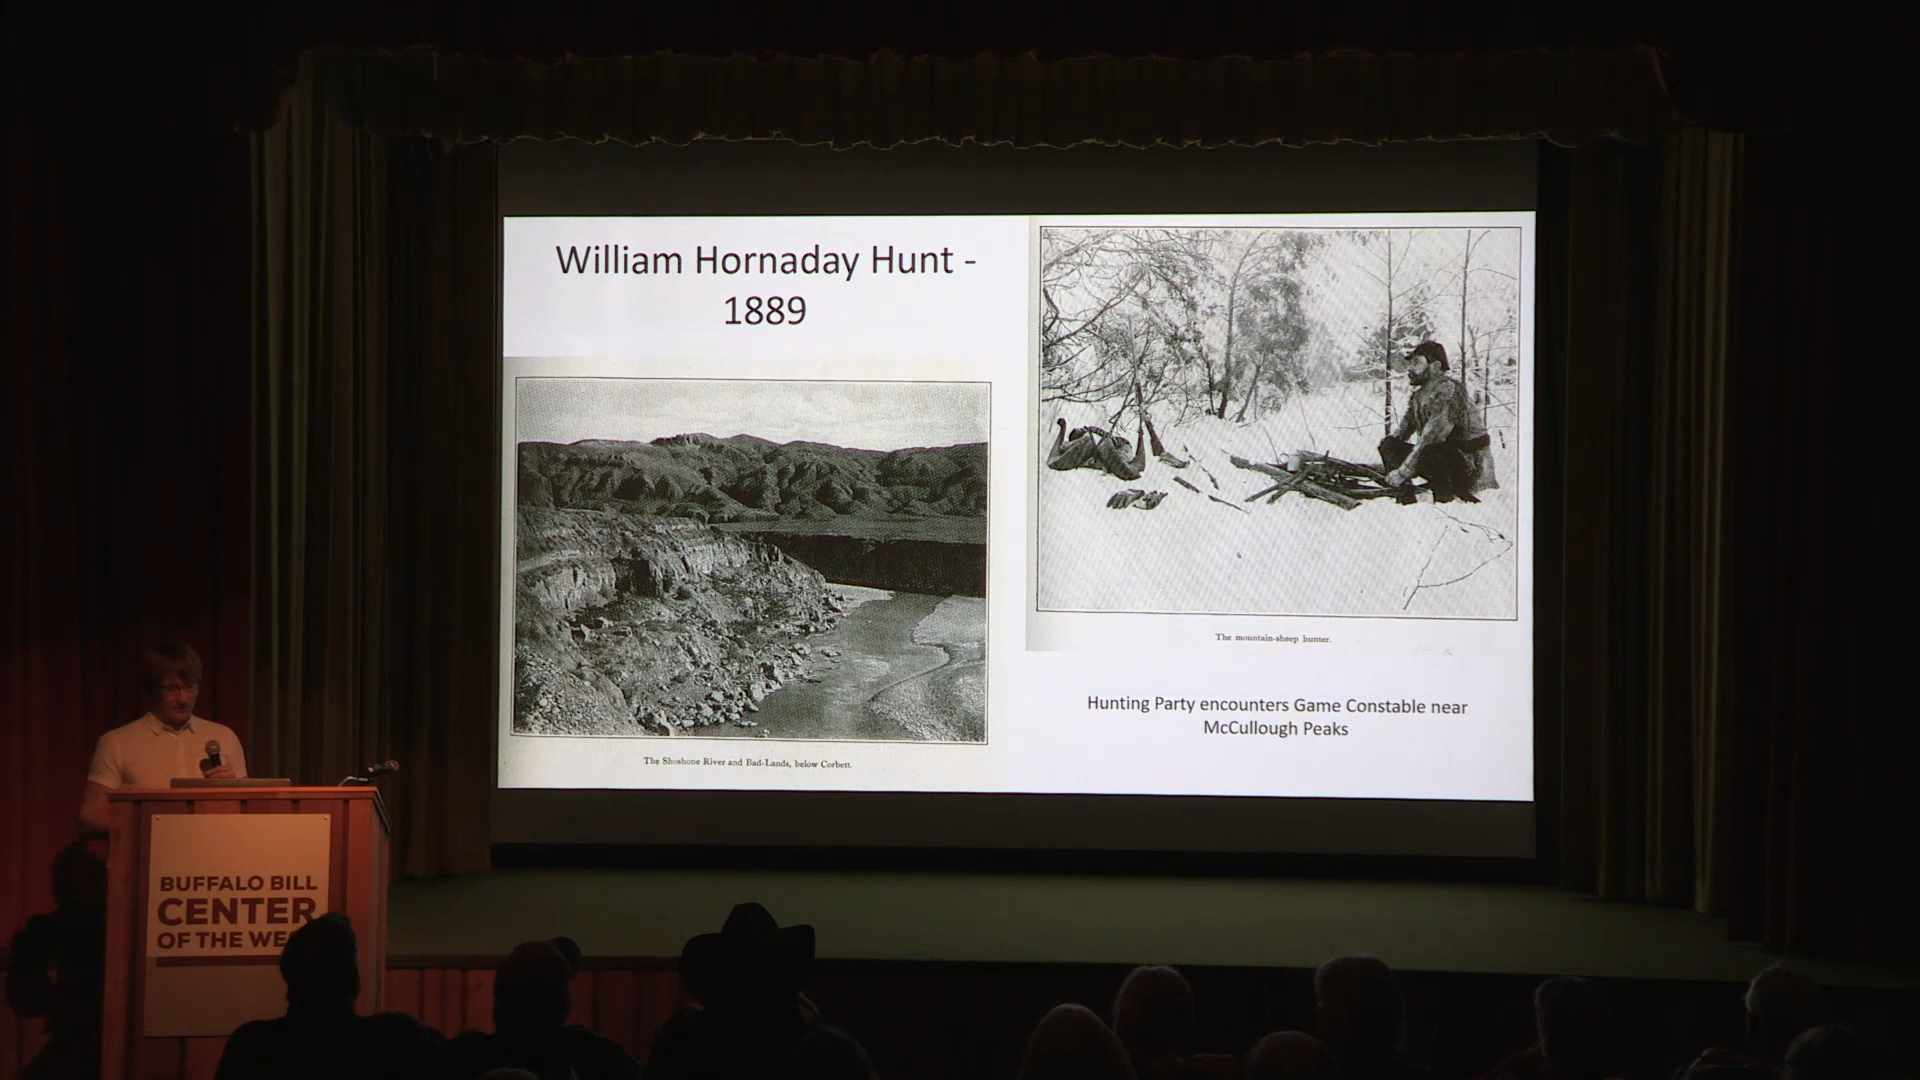 William Hornaday Hunt -
1889
The Shoshone River and Bad-Lands, below Corbett.
The mountain-sheep hunter.
Hunting Party encounters Game Constable near
McCullough Peaks
BUFFALO BILL
CENTER
OF THE WE